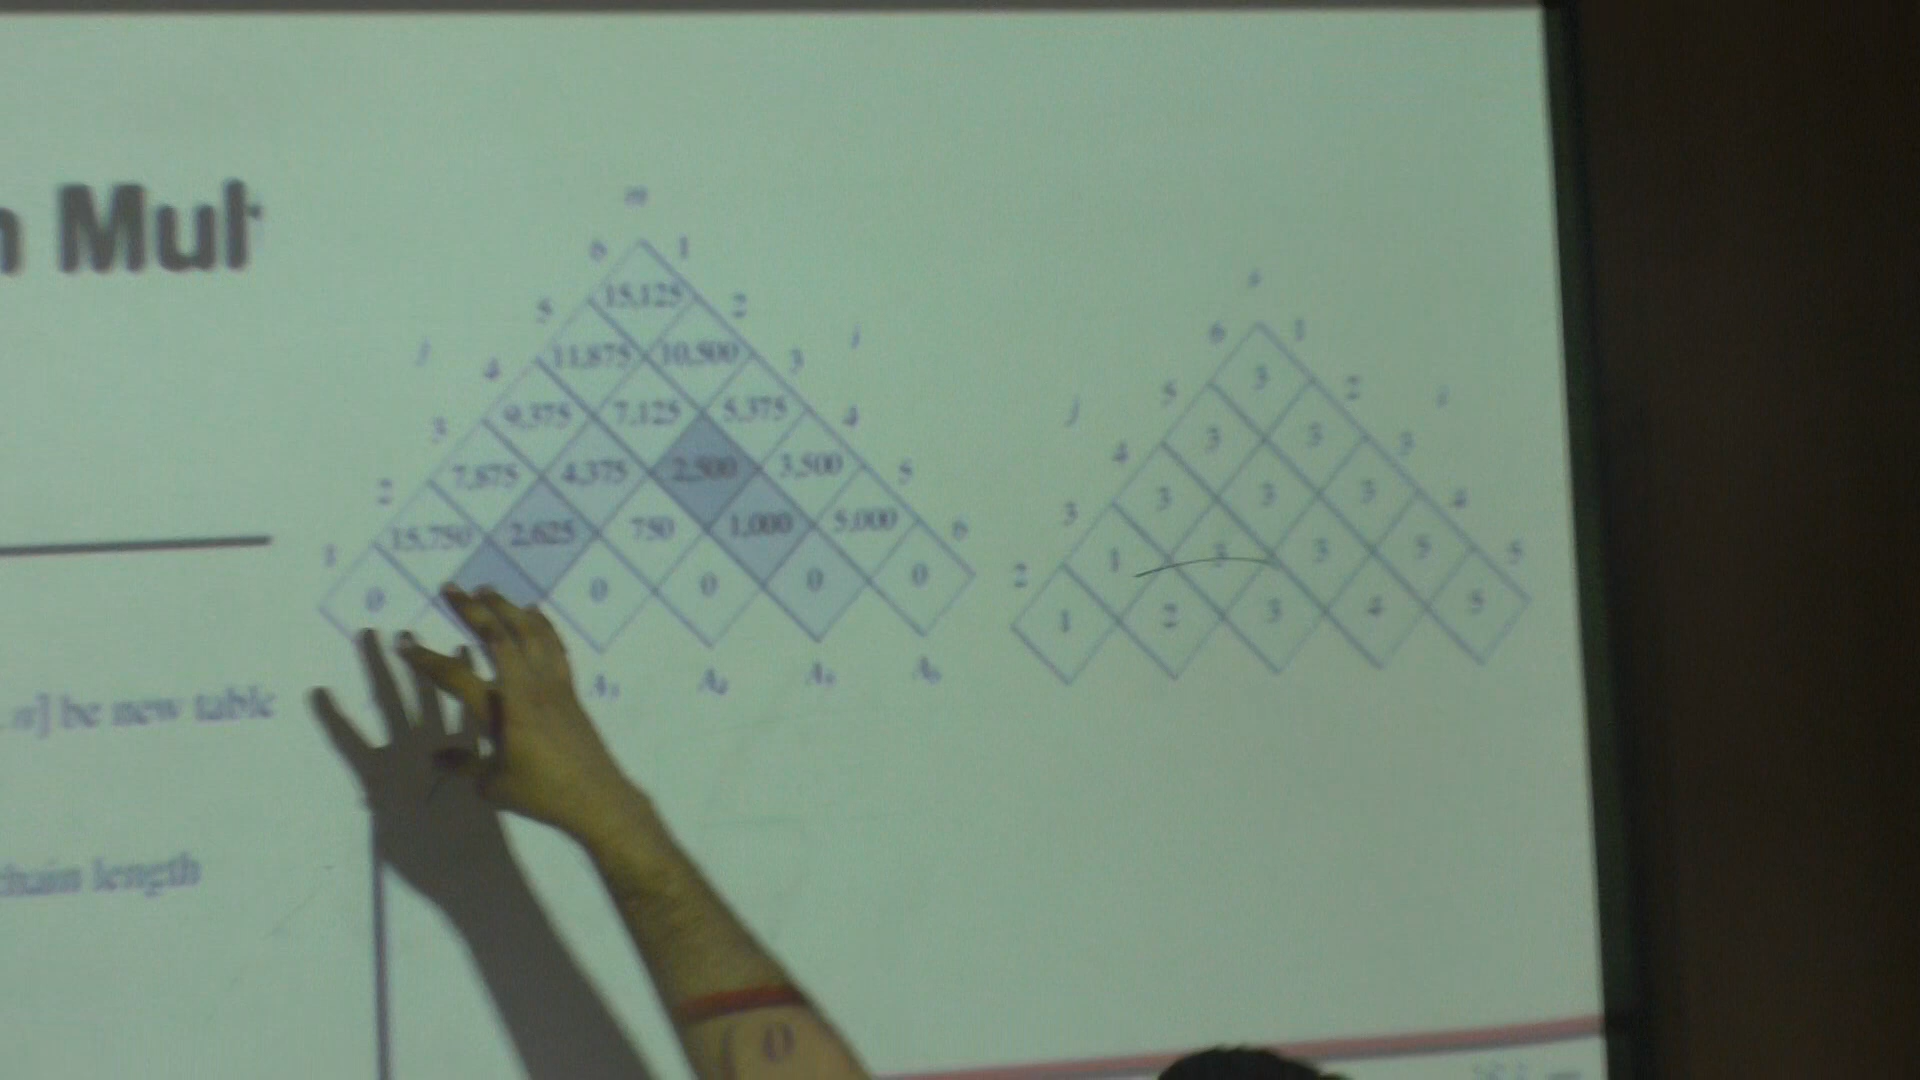 Mul
m
6 1
15,125
5 2
11,875 10,500
j 4 3 i
9,375 7,125 5,375
3 4
7,875 4,375 2,500 3,500
2 5
15,750 2,625 750 1,000 5,000
1 6
0 0 0 0 0
A3 A4 A5 A6
s
6 1
3
5 2
3 3
j 4 3 i
3 3 3
3 4
1 3 3 5
2 5
1 2 3 4 5
n] be new table
chain length
0